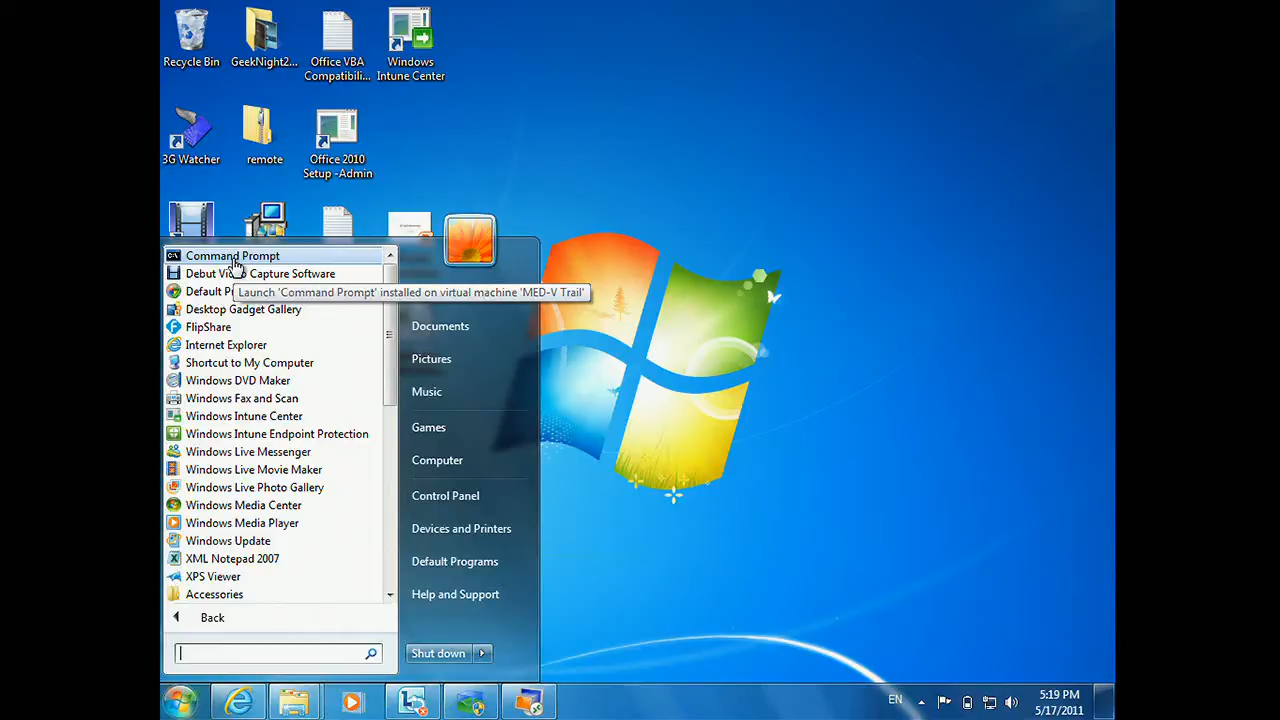 Recycle Bin
GeekNight2...
Office VBA
Compatibili...
Windows
Intune Center
3G Watcher
remote
Office 2010
Setup -Admin
Command Prompt
Debut Vi Capture Software
Launch 'Command Prompt' installed on virtual machine 'MED-V Trail'
Default P
Desktop Gadget Gallery
FlipShare
Internet Explorer
Shortcut to My Computer
Windows DVD Maker
Windows Fax and Scan
Windows Intune Center
Windows Intune Endpoint Protection
Windows Live Messenger
Windows Live Movie Maker
Windows Live Photo Gallery
Windows Media Center
Windows Media Player
Windows Update
XML Notepad 2007
XPS Viewer
Accessories
Back
Documents
Pictures
Music
Games
Computer
Control Panel
Devices and Printers
Default Programs
Help and Support
Shut down
EN
5:19 PM
5/17/2011